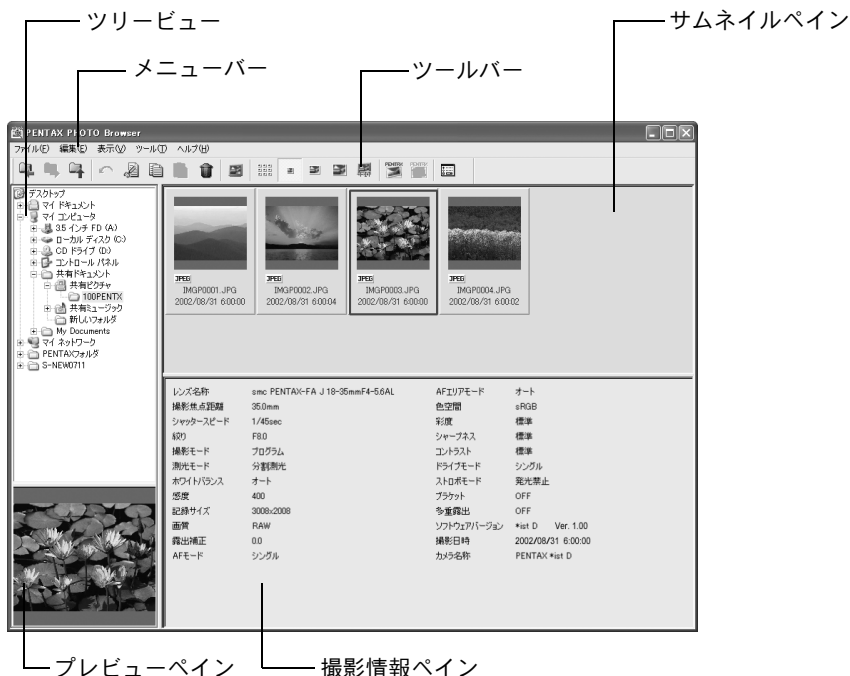 ツリービュー
サムネイルペイン
メニューバー
ツールバー
PENTAX PHOTO Browser
ファイル(F) 編集(E) 表示(V) ツール(T) ヘルプ(H)
デスクトップ
マイ ドキュメント
マイ コンピュータ
3.5 インチ FD (A:)
ローカル ディスク (C:)
CD ドライブ (D:)
コントロール パネル
共有ドキュメント
共有ピクチャ
100PENTX
共有ミュージック
新しいフォルダ
My Documents
マイ ネットワーク
PENTAXフォルダ
S-NEW0711
JPEG JPEG JPEG JPEG
IMGP0001.JPG IMGP0002.JPG IMGP0003.JPG IMGP0004.JPG
2002/08/31 6:00:00 2002/08/31 6:00:04 2002/08/31 6:00:00 2002/08/31 6:00:02
レンズ名称 smc PENTAX-FA J 18-35mmF4-5.6AL AFエリアモード オート
撮影焦点距離 35.0mm 色空間 sRGB
シャッタースピード 1/45sec 彩度 標準
絞り F8.0 シャープネス 標準
撮影モード プログラム コントラスト 標準
測光モード 分割測光 ドライブモード シングル
ホワイトバランス オート ストロボモード 発光禁止
感度 400 ブラケット OFF
記録サイズ 3008x2008 多重露出 OFF
画質 RAW ソフトウェアバージョン *ist D Ver. 1.00
露出補正 0.0 撮影日時 2002/08/31 6:00:00
AFモード シングル カメラ名称 PENTAX *ist D
プレビューペイン
撮影情報ペイン